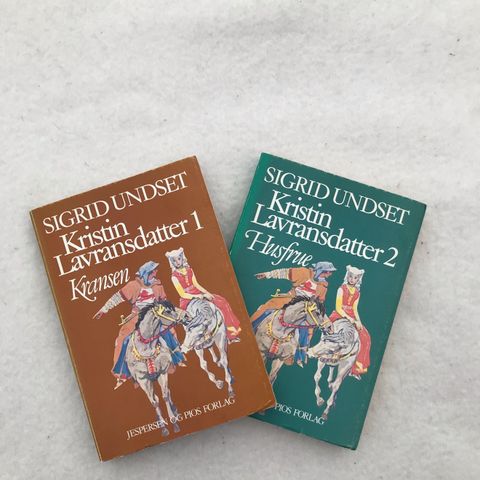 SIGRID UNDSET
Kristin
Lavransdatter 1
Kransen
JESPERSEN OG PIOS FORLAG
SIGRID UNDSET
Kristin
Lavransdatter 2
Husfrue
PIOS FORLAG